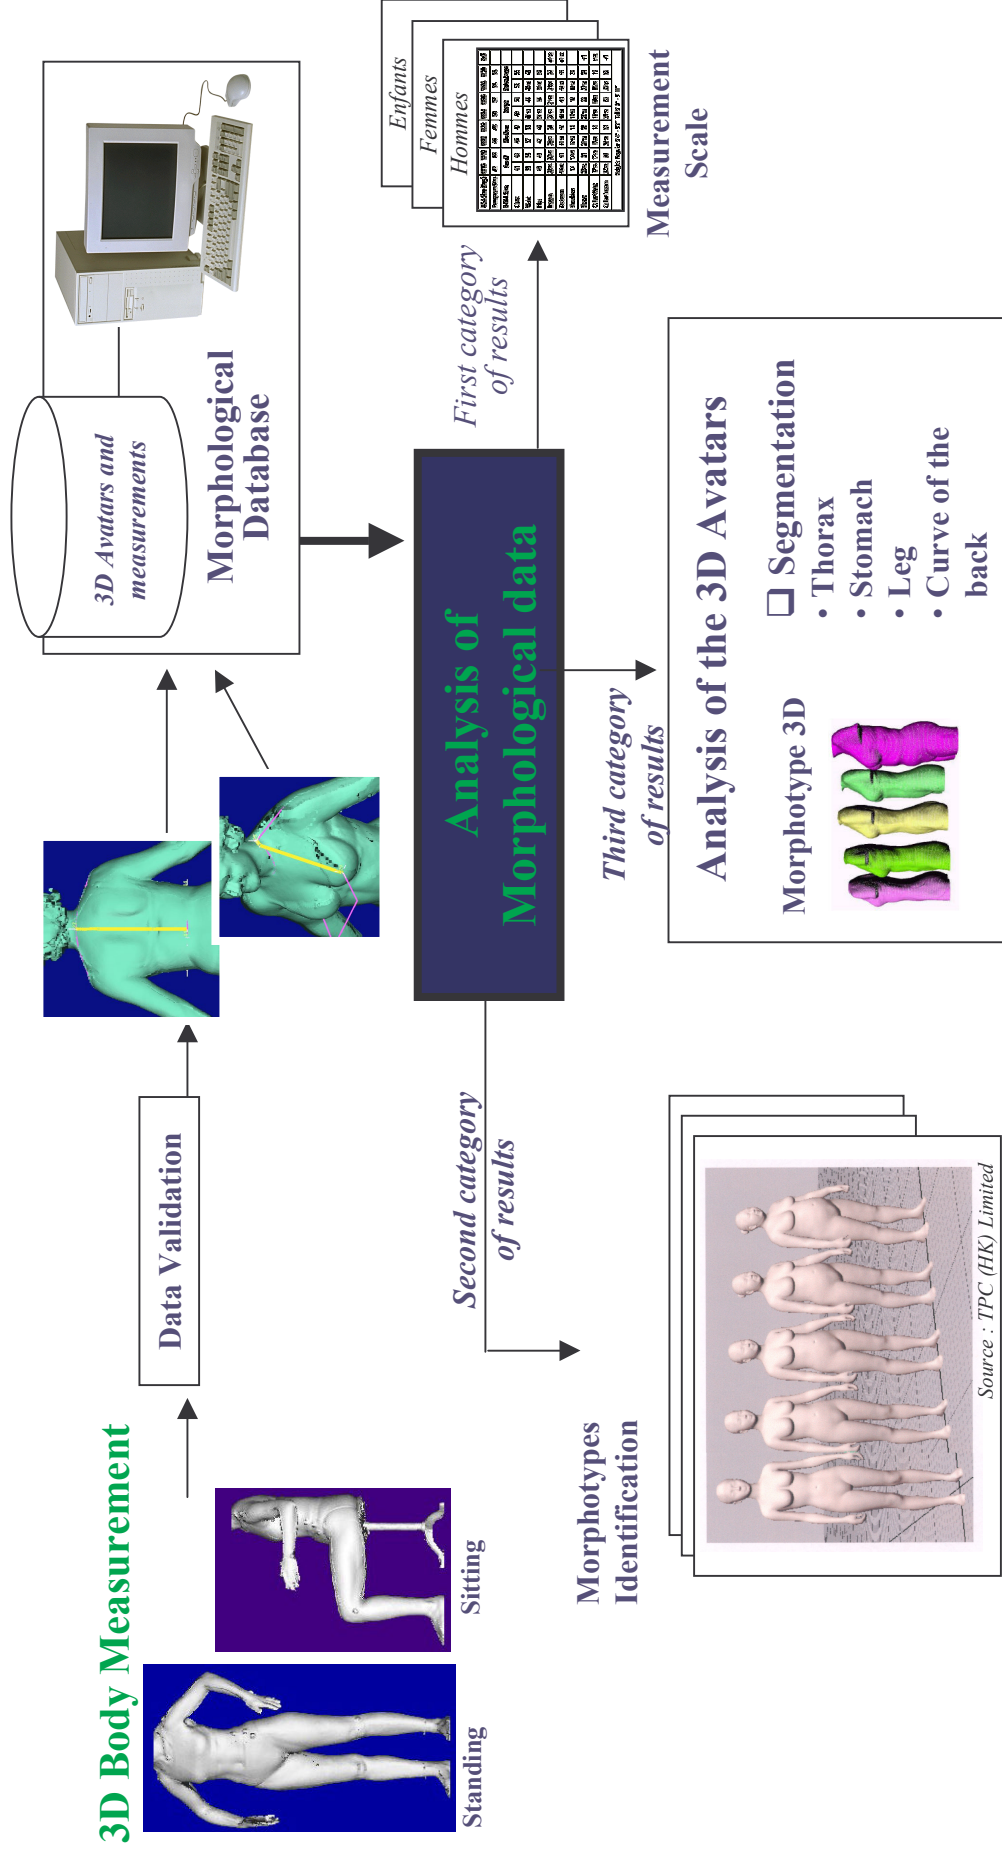 3D Body Measurement
Standing
Sitting
Data Validation
3D Avatars and
measurements
Morphological
Database
Analysis of
Morphological data
First category
of results
Enfants
Femmes
Hommes
Measurement
Scale
Second category
of results
Morphotypes
Identification
Source : TPC (HK) Limited
Third category
of results
Analysis of the 3D Avatars
Morphotype 3D
❑ Segmentation
• Thorax
• Stomach
• Leg
• Curve of the
back